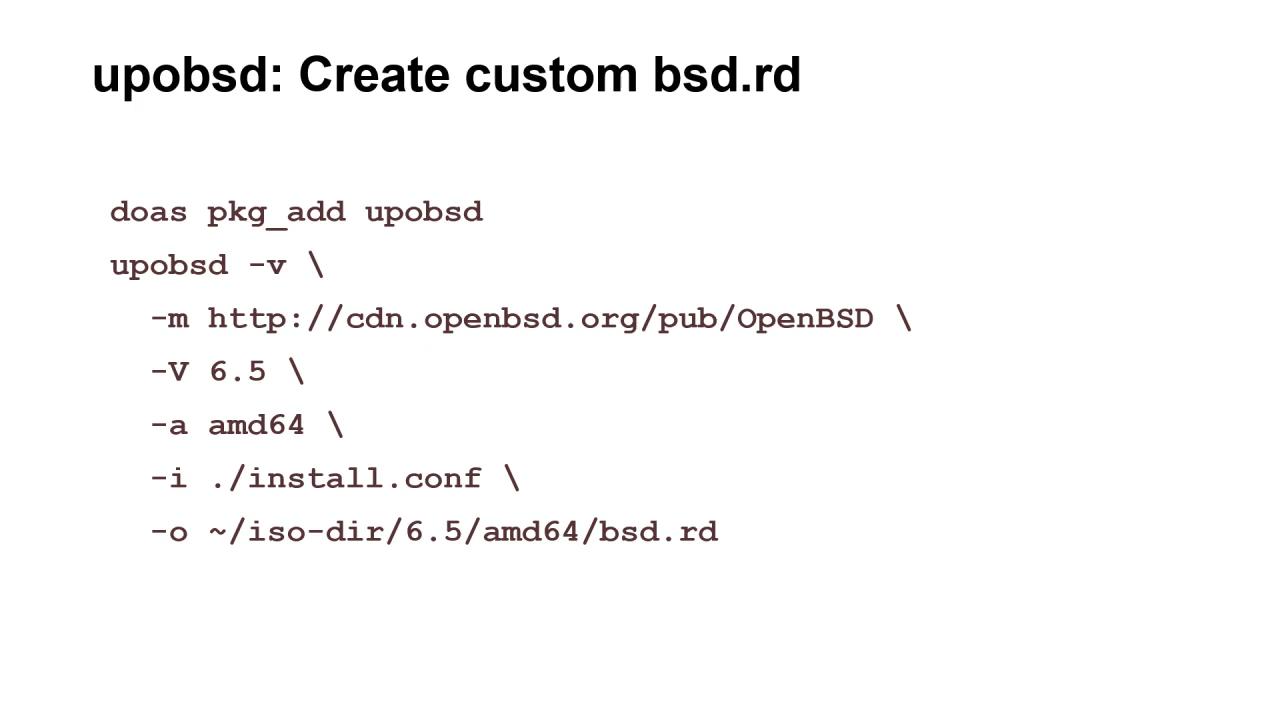 upobsd: Create custom bsd.rd
doas pkg_add upobsd
upobsd -v \
-m http://cdn.openbsd.org/pub/OpenBSD \
-V 6.5 \
-a amd64 \
-i ./install.conf \
-o ~/iso-dir/6.5/amd64/bsd.rd